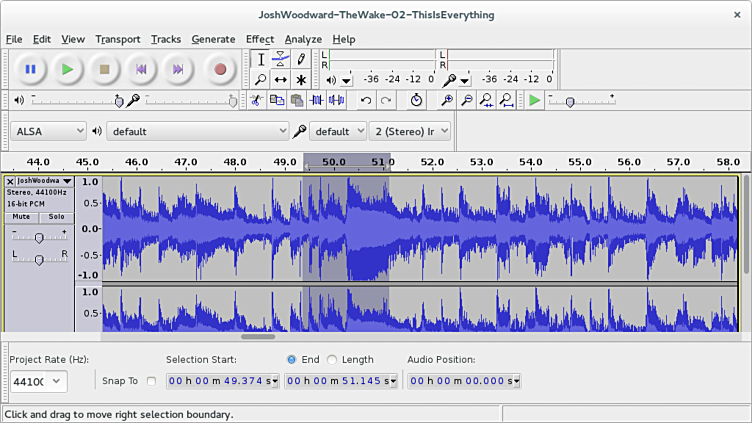 JoshWoodward-TheWake-02-ThisIsEverything
File Edit View Transport Tracks Generate Effect Analyze Help
L
R
-36 -24 -12 0
L
R
-36 -24 -12 0
ALSA default default 2 (Stereo) Ir
44.0 45.0 46.0 47.0 48.0 49.0 50.0 51.0 52.0 53.0 54.0 55.0 56.0 57.0 58.0
JoshWoodwa
Stereo, 44100Hz
16-bit PCM
Mute Solo
- +
L R
1.0
0.5
0.0
-0.5
-1.0
1.0
0.5
Project Rate (Hz): Selection Start: End Length Audio Position:
4410( Snap To 00 h 00 m 49.374 s 00 h 00 m 51.145 s 00 h 00 m 00.000 s
Click and drag to move right selection boundary.